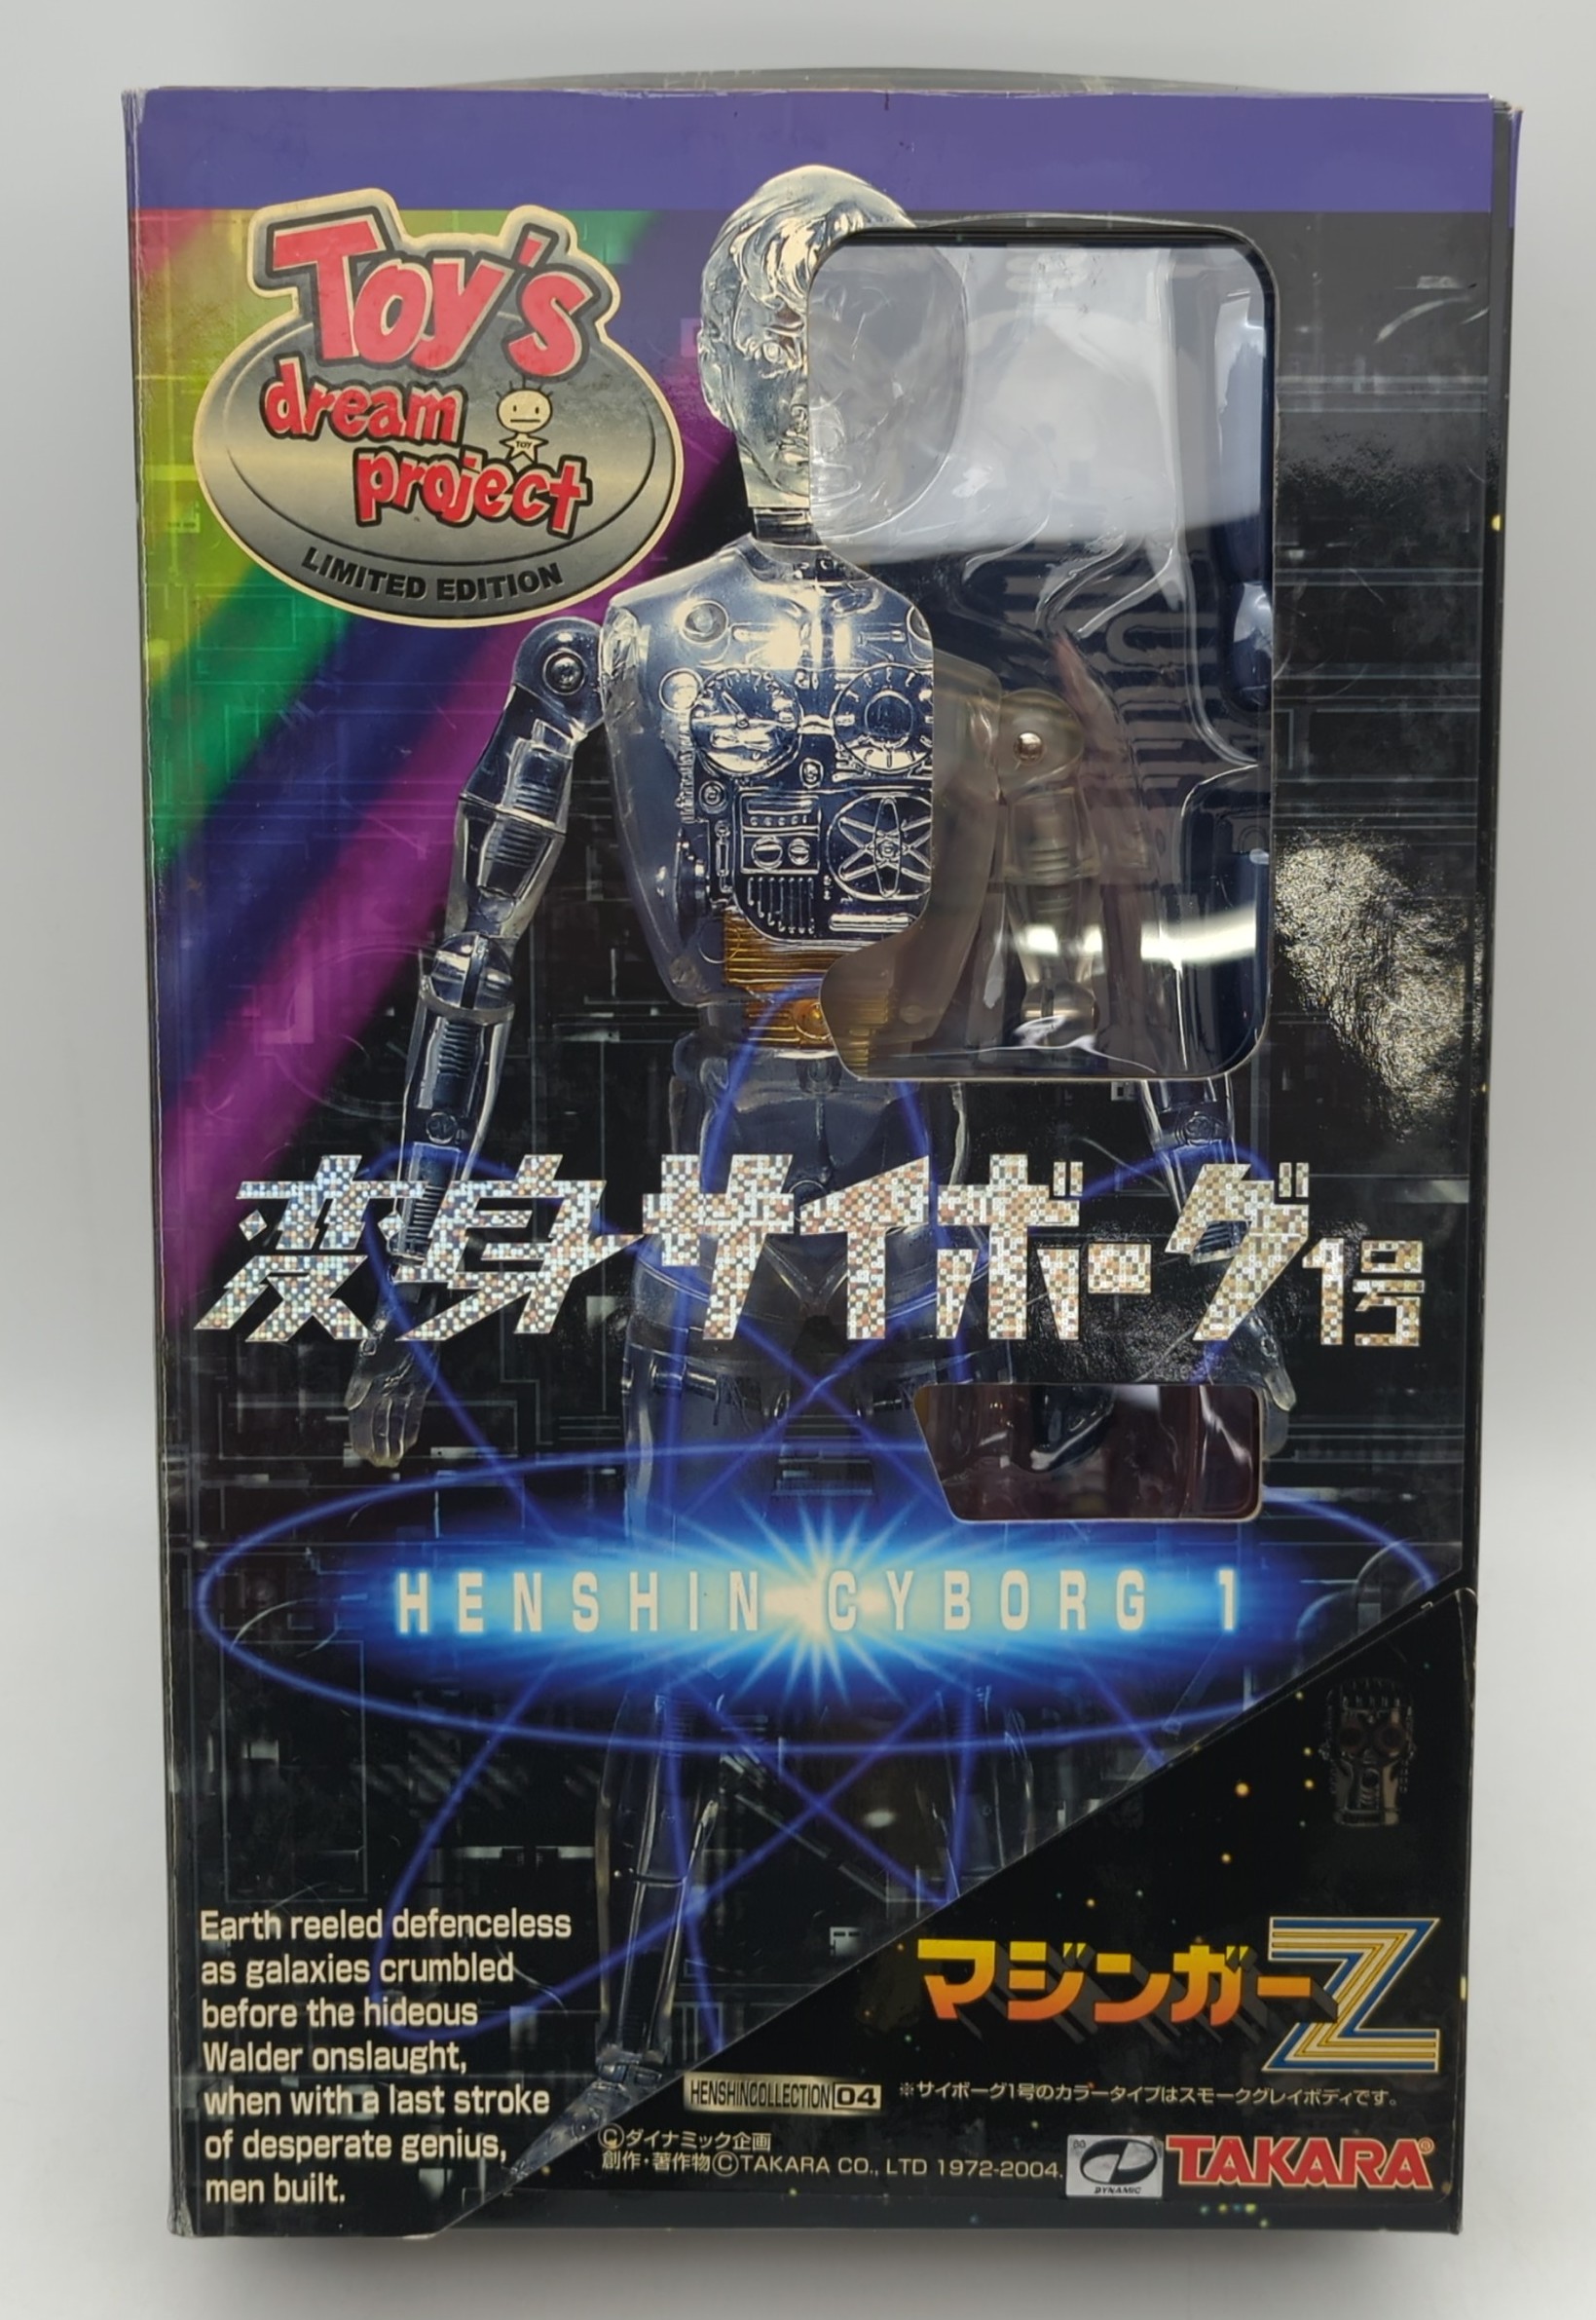 Toy's
dream
TOY
project
LIMITED EDITION
変身サイボーグ1号
HENSHIN CYBORG 1
Earth reeled defenceless
as galaxies crumbled
before the hideous
Walder onslaught,
when with a last stroke
of desperate genius,
men built.
マジンガーZ
HENSHINCOLLECTION 04
※サイボーグ1号のカラータイプはスモークグレイボディです。
©ダイナミック企画
創作・著作物©TAKARA CO., LTD 1972-2004.
DYNAMIC
TAKARA®